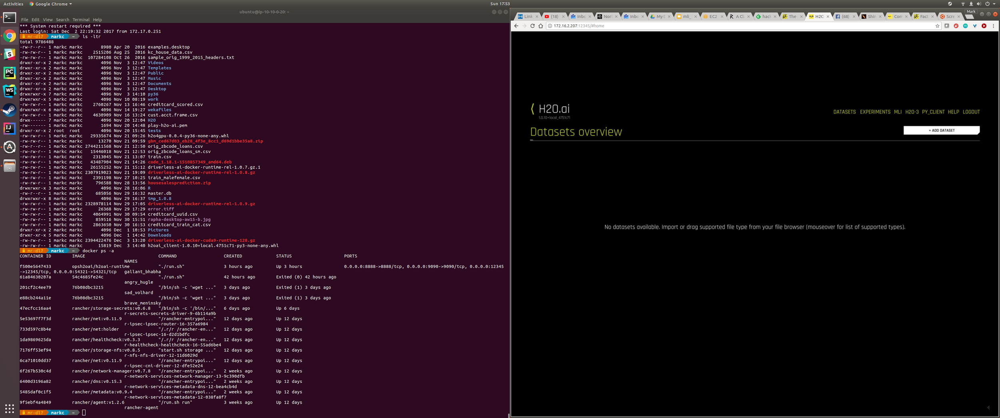 Activities Google Chrome Sun 17:53
ubuntu@ip-10-10-0-20: ~
File Edit View Search Terminal Help
*** System restart required ***
Last login: Sat Dec  2 22:19:32 2017 from 172.17.0.251
mr-dl7 markc ~ ls -ltr
total 9786488
-rw-r--r-- 1 markc markc       8980 Apr 20  2016 examples.desktop
-rw-rw-r-- 1 markc markc    2515206 Aug 25  2016 kc_house_data.csv
-rw-rw-r-- 1 markc markc  107284108 Oct 26  2016 sample_orig_1999_2015_headers.txt
drwxr-xr-x 2 markc markc       4096 Nov  3 12:47 Videos
drwxr-xr-x 2 markc markc       4096 Nov  3 12:47 Templates
drwxr-xr-x 2 markc markc       4096 Nov  3 12:47 Public
drwxr-xr-x 2 markc markc       4096 Nov  3 12:47 Music
drwxr-xr-x 2 markc markc       4096 Nov  3 12:47 Documents
drwxr-xr-x 2 markc markc       4096 Nov  3 12:47 Desktop
drwxrwxr-x 7 markc markc       4096 Nov  3 14:10 py36
drwxrwxr-x 5 markc markc       4096 Nov 10 08:19 work
-rw-rw-r-- 1 markc markc    2760267 Nov 13 16:46 creditcard_scored.csv
drwxrwxr-x 6 markc markc       4096 Nov 14 19:27 wekafiles
-rw-rw-r-- 1 markc markc    4630909 Nov 16 13:24 cust.acct.frame.csv
drwx------ 7 markc markc       4096 Nov 20 12:04 H2O
-rw------- 1 markc markc       1694 Nov 20 14:48 play-h2o-ai.pem
drwxr-xr-x 2 root  root        4096 Nov 20 15:45 tests
-rw-rw-r-- 1 markc markc   29335674 Nov 21 09:26 h2o4gpu-0.0.4-py36-none-any.whl
-rw-rw-r-- 1 markc markc      13270 Nov 21 09:59 gbm_ced67d03_eb28_4f3e_8cc1_d69d1bbe35a8.zip
-rw-r--r-- 1 markc markc 2744211568 Nov 21 12:50 orig_zbcode_loans.csv
-rw-rw-r-- 1 markc markc   15446018 Nov 21 12:53 orig_zbcode_loans_sm.csv
-rw-rw-r-- 1 markc markc    2313045 Nov 21 13:07 train.csv
-rw-rw-r-- 1 markc markc   43487904 Nov 21 14:26 code_1.18.1-1510857349_amd64.deb
-rw-rw-r-- 1 markc markc   26155252 Nov 21 15:12 driverless-ai-docker-runtime-rel-1.0.7.gz.1
-rw-rw-r-- 1 markc markc 2307919023 Nov 21 19:09 driverless-ai-docker-runtime-rel-1.0.8.gz
-rw-rw-r-- 1 markc markc    2391198 Nov 27 10:25 train_malefemale.csv
-rw-rw-r-- 1 markc markc     796588 Nov 28 13:56 housesalesprediction.zip
drwxrwxr-x 3 markc markc       4096 Nov 28 16:06 R
-rw-r--r-- 1 markc markc     685056 Nov 29 16:32 master.db
drwxrwxr-x 8 markc markc       4096 Nov 29 16:37 tmp_1.0.8
-rw-rw-r-- 1 markc markc 2328978114 Nov 29 17:05 driverless-ai-docker-runtime-rel-1.0.9.gz
-rw-rw-r-- 1 markc markc      26368 Nov 29 17:29 error.tiff
-rw-rw-r-- 1 markc markc    4064991 Nov 30 09:54 creditcard_uuid.csv
-rw-rw-r-- 1 markc markc     859516 Nov 30 15:51 rapha-desktop-aw15-b.jpg
-rw-rw-r-- 1 markc markc    2863650 Nov 30 16:53 creditcard_train_cat.csv
drwxr-xr-x 2 markc markc       4096 Dec  1 10:53 Pictures
drwxr-xr-x 5 markc markc       4096 Dec  1 14:42 Downloads
-rw-rw-r-- 1 markc markc 2394422476 Dec  3 13:20 driverless-ai-docker-cuda9-runtime-128.gz
-rw-rw-r-- 1 markc markc      15819 Dec  3 14:40 h2oai_client-1.0.10+local.4751c71-py3-none-any.whl
mr-dl7 markc ~ docker ps -a
CONTAINER ID IMAGE COMMAND CREATED STATUS PORTS
NAMES
f500e5647433 opsh2oai/h2oai-runtime "./run.sh" 3 hours ago Up 3 hours 0.0.0.0:8888->8888/tcp, 0.0.0.0:9090->9090/tcp, 0.0.0.0:12345
->12345/tcp, 0.0.0.0:54321->54321/tcp gallant_bhabha
61a84630207a 54c4685fe24c "./run.sh" 42 hours ago Exited (0) 42 hours ago
angry_hugle
201cf2c4ee79 76b08dbc3215 "/bin/sh -c 'wget ..." 3 days ago Exited (1) 3 days ago
sad_volhard
e88cb244a11e 76b08dbc3215 "/bin/sh -c 'wget ..." 3 days ago Exited (1) 3 days ago
brave_meninsky
47ecfcc16aa4 rancher/storage-secrets:v0.6.8 "/bin/sh -c '/bin/..." 6 days ago Up 6 days
r-secrets-secrets-driver-9-6b114a9b
5e53697f7f3d rancher/net:v0.11.9 "/rancher-entrypoi..." 12 days ago Up 12 days
r-ipsec-ipsec-router-16-357a6984
733d597c8b4e rancher/net:holder "/.r/r /rancher-en..." 12 days ago Up 12 days
r-ipsec-ipsec-16-d2d1bdfc
1da9869625da rancher/healthcheck:v0.3.3 "/.r/r /rancher-en..." 12 days ago Up 12 days
r-healthcheck-healthcheck-16-55ad6be4
7176ff53ef94 rancher/storage-nfs:v0.8.5 "start.sh storage ..." 12 days ago Up 12 days
r-nfs-nfs-driver-12-11d6029d
6ca71010dd37 rancher/net:v0.11.9 "/rancher-entrypoi..." 12 days ago Up 12 days
r-ipsec-cni-driver-12-dfe52e24
6f267b530c4d rancher/network-manager:v0.7.8 "/rancher-entrypoi..." 2 weeks ago Up 12 days
r-network-services-network-manager-13-9c390dfb
6400d3196a82 rancher/dns:v0.15.3 "/rancher-entrypoi..." 2 weeks ago Up 12 days
r-network-services-metadata-dns-12-bea4cb4d
5485daf0c1f5 rancher/metadata:v0.9.4 "/rancher-entrypoi..." 2 weeks ago Up 12 days
r-network-services-metadata-12-038fa8f7
9f5ebf4a4849 rancher/agent:v1.2.6 "/run.sh run" 3 weeks ago Up 12 days
rancher-agent
mr-dl7 markc ~
Mark
Link (18) Inbo Nort Inbo My D mli_ EC2 A Cl hack The H2O (68) Shin Com Fact Scre
172.16.2.207:12345/#home
H2O.ai
1.0.10+local_4751c71
DATASETS EXPERIMENTS MLI H2O-3 PY_CLIENT HELP LOGOUT
Datasets overview
+ ADD DATASET
No datasets available. Import or drag supported file type from your file browser (mouseover for list of supported types).
PC
WS
IJ